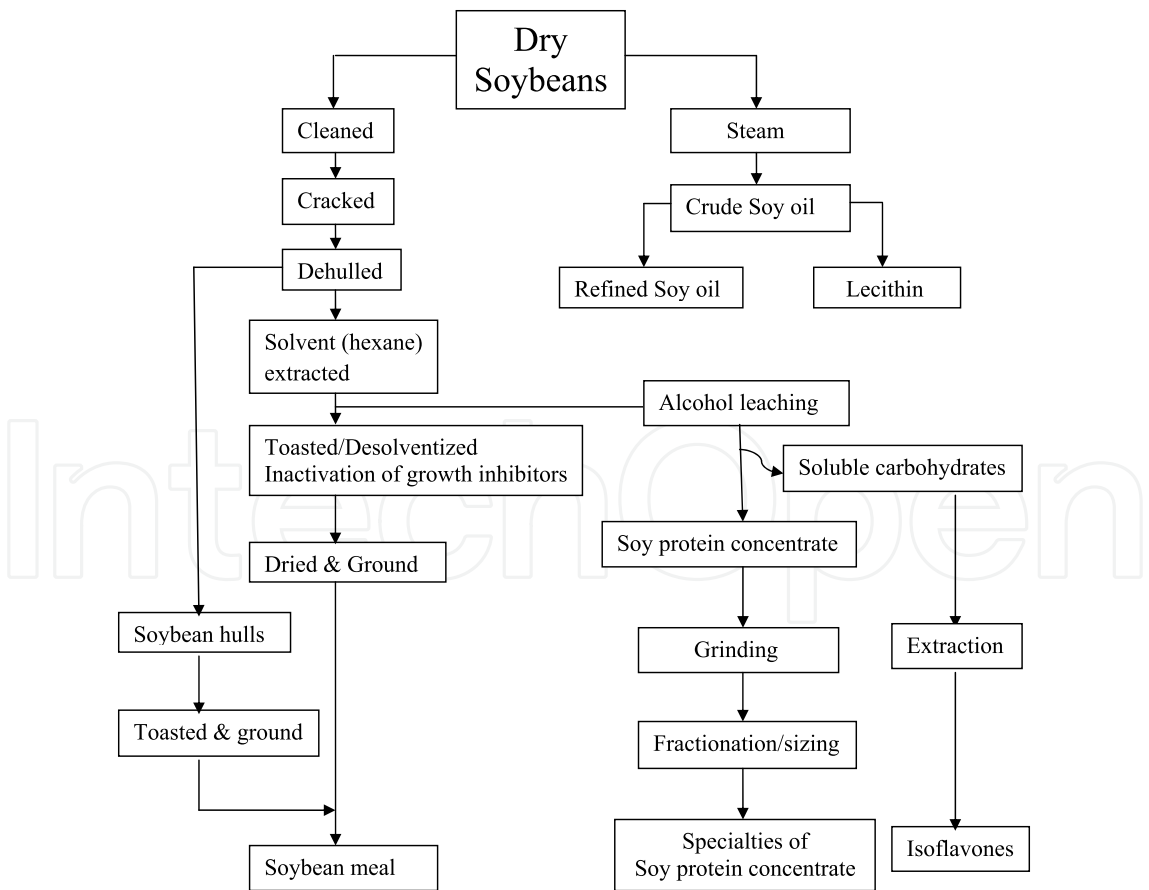 Dry
Soybeans
Cleaned
Steam
Cracked
Crude Soy oil
Dehulled
Refined Soy oil
Lecithin
Solvent (hexane)
extracted
Alcohol leaching
Toasted/Desolventized
Inactivation of growth inhibitors
Soluble carbohydrates
Soy protein concentrate
Dried & Ground
Soybean hulls
Grinding
Extraction
Toasted & ground
Fractionation/sizing
Specialties of
Soy protein concentrate
Isoflavones
Soybean meal
IntechOpen